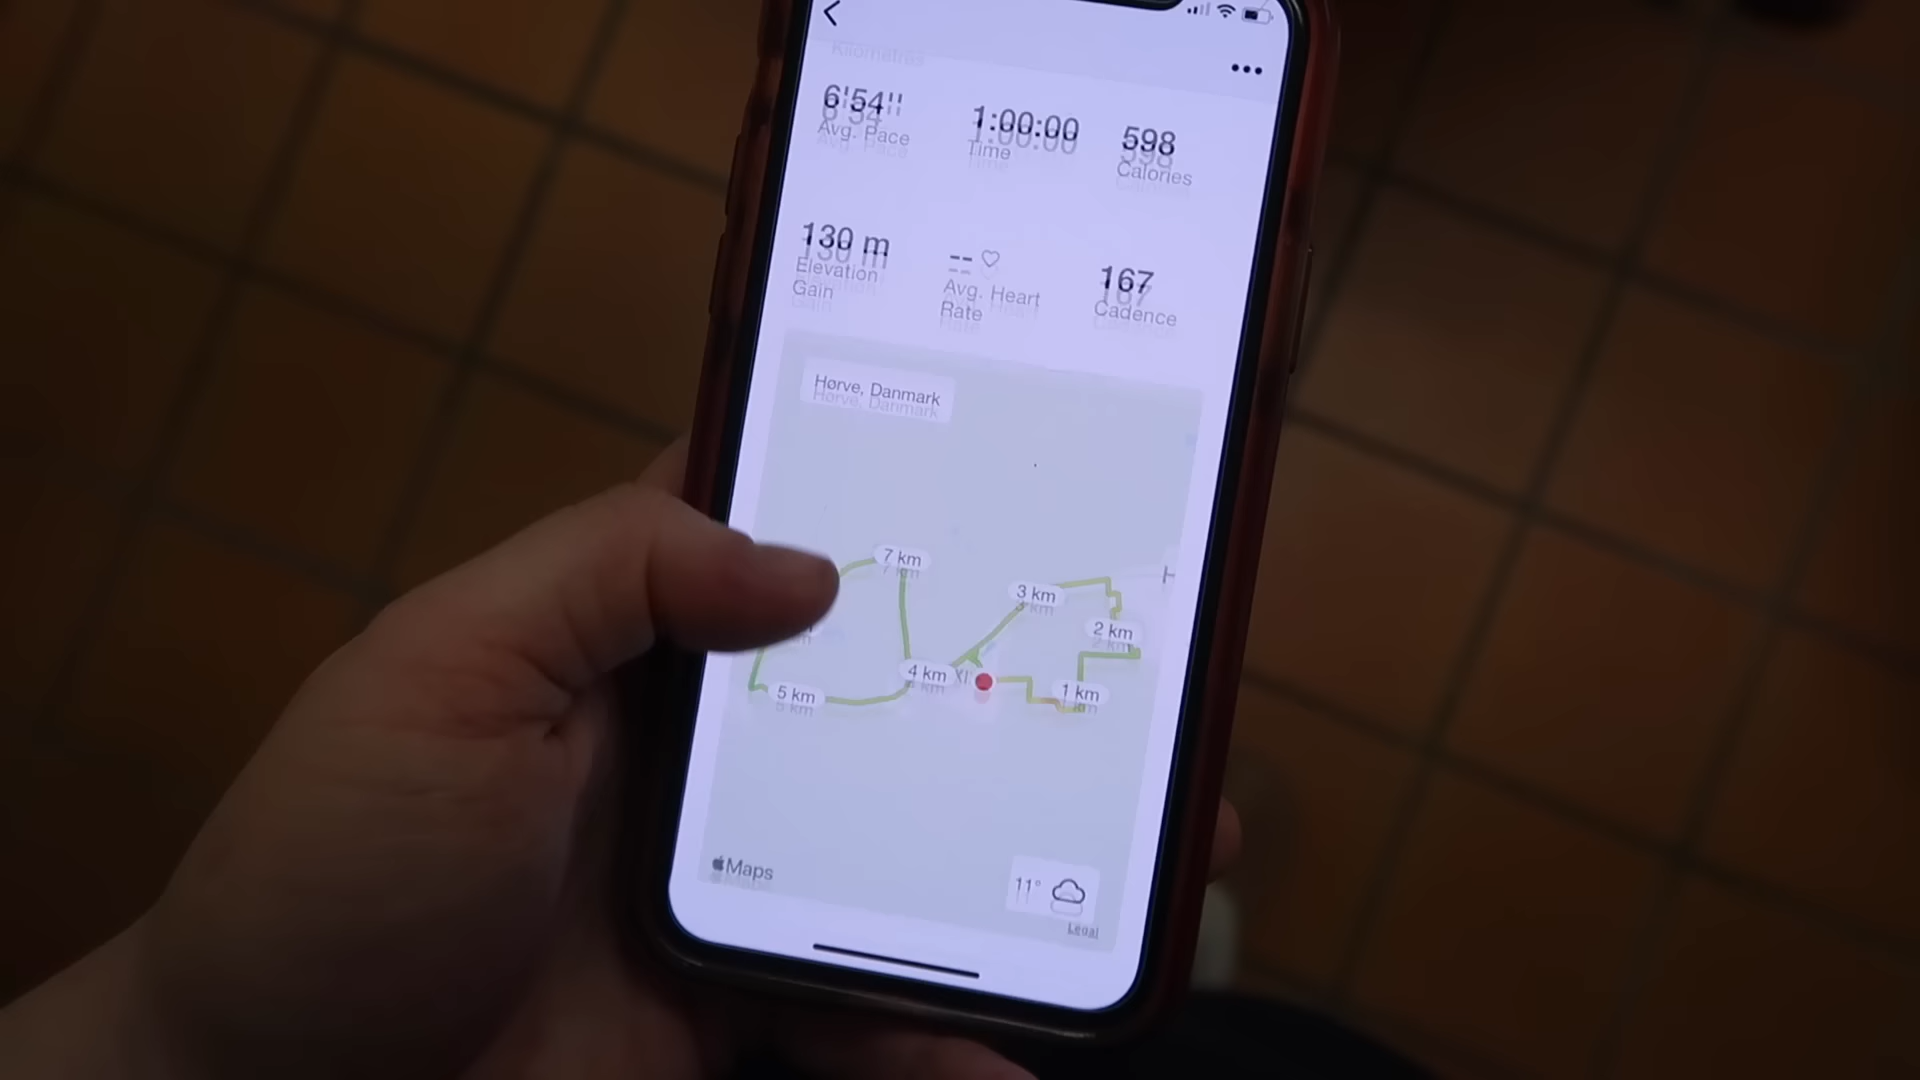 Kilometres
6'54''
Avg. Pace
1:00:00
Time
598
Calories
130 m
Elevation
Gain
--
Avg. Heart
Rate
167
Cadence
Hørve, Danmark
7 km
3 km
H
2 km
4 km
1 km
5 km
Maps
11°
Legal